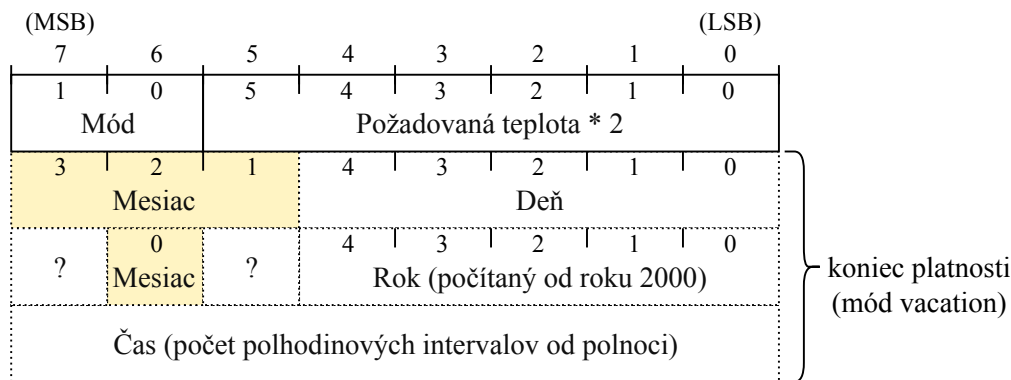 (MSB) (LSB)
7 6 5 4 3 2 1 0
1 0 5 4 3 2 1 0
Mód Požadovaná teplota * 2
3 2 1 4 3 2 1 0
Mesiac Deň
0 4 3 2 1 0
? Mesiac ? Rok (počítaný od roku 2000)
koniec platnosti
(mód vacation)
Čas (počet polhodinových intervalov od polnoci)